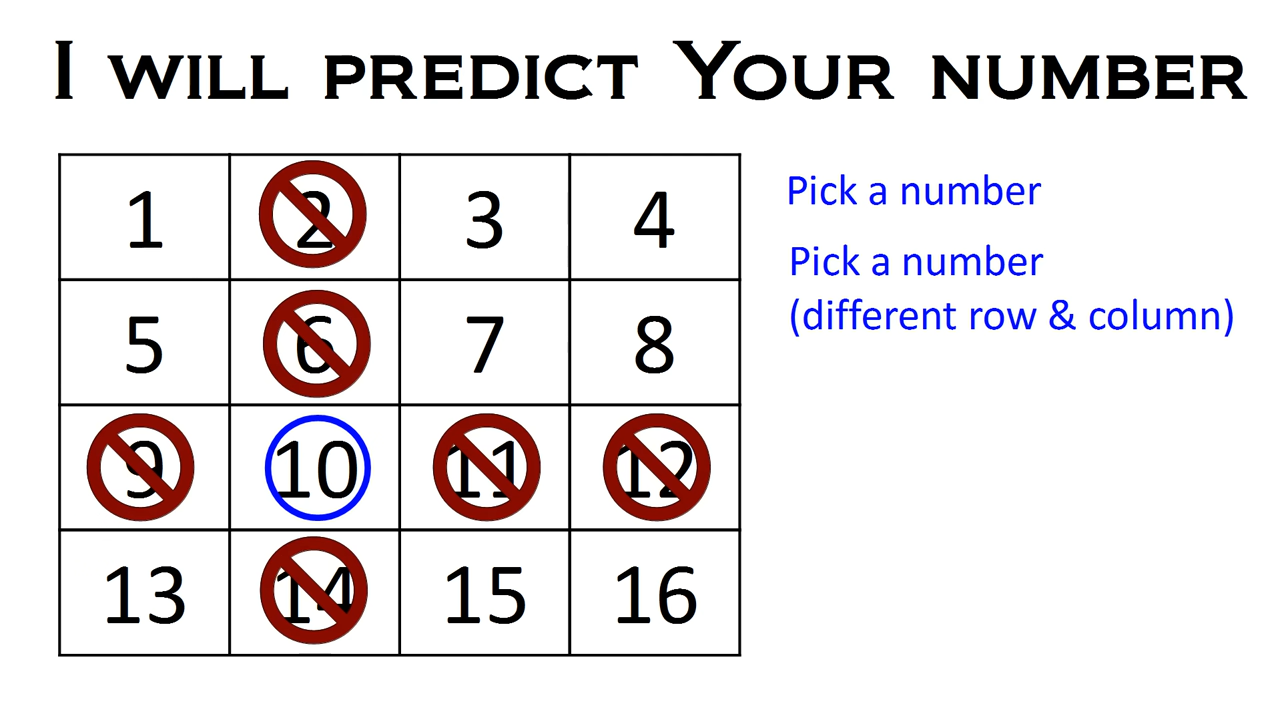 I WILL PREDICT YOUR NUMBER
1 2 3 4
5 6 7 8
9 10 11 12
13 14 15 16
Pick a number
Pick a number
(different row & column)